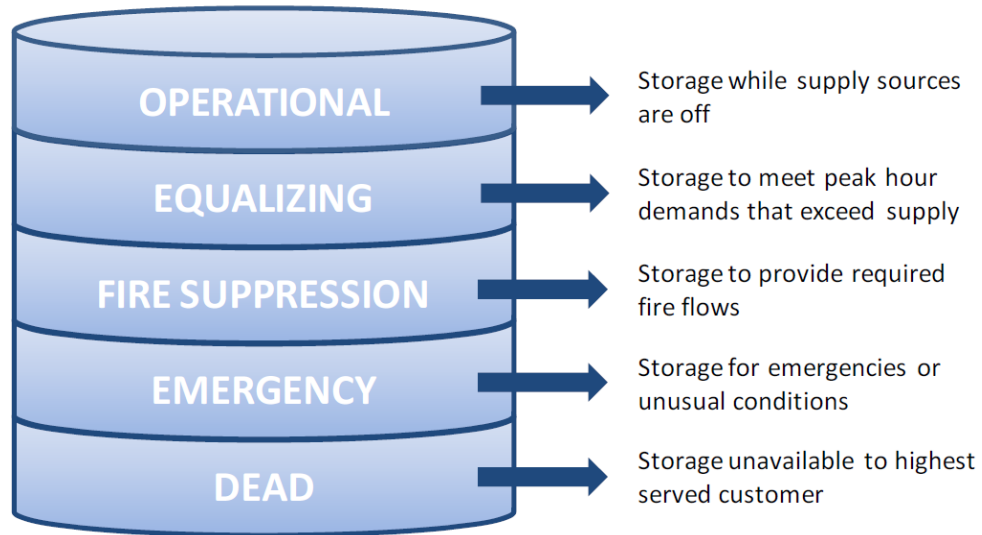 OPERATIONAL
Storage while supply sources
are off
EQUALIZING
Storage to meet peak hour
demands that exceed supply
FIRE SUPPRESSION
Storage to provide required
fire flows
EMERGENCY
Storage for emergencies or
unusual conditions
DEAD
Storage unavailable to highest
served customer